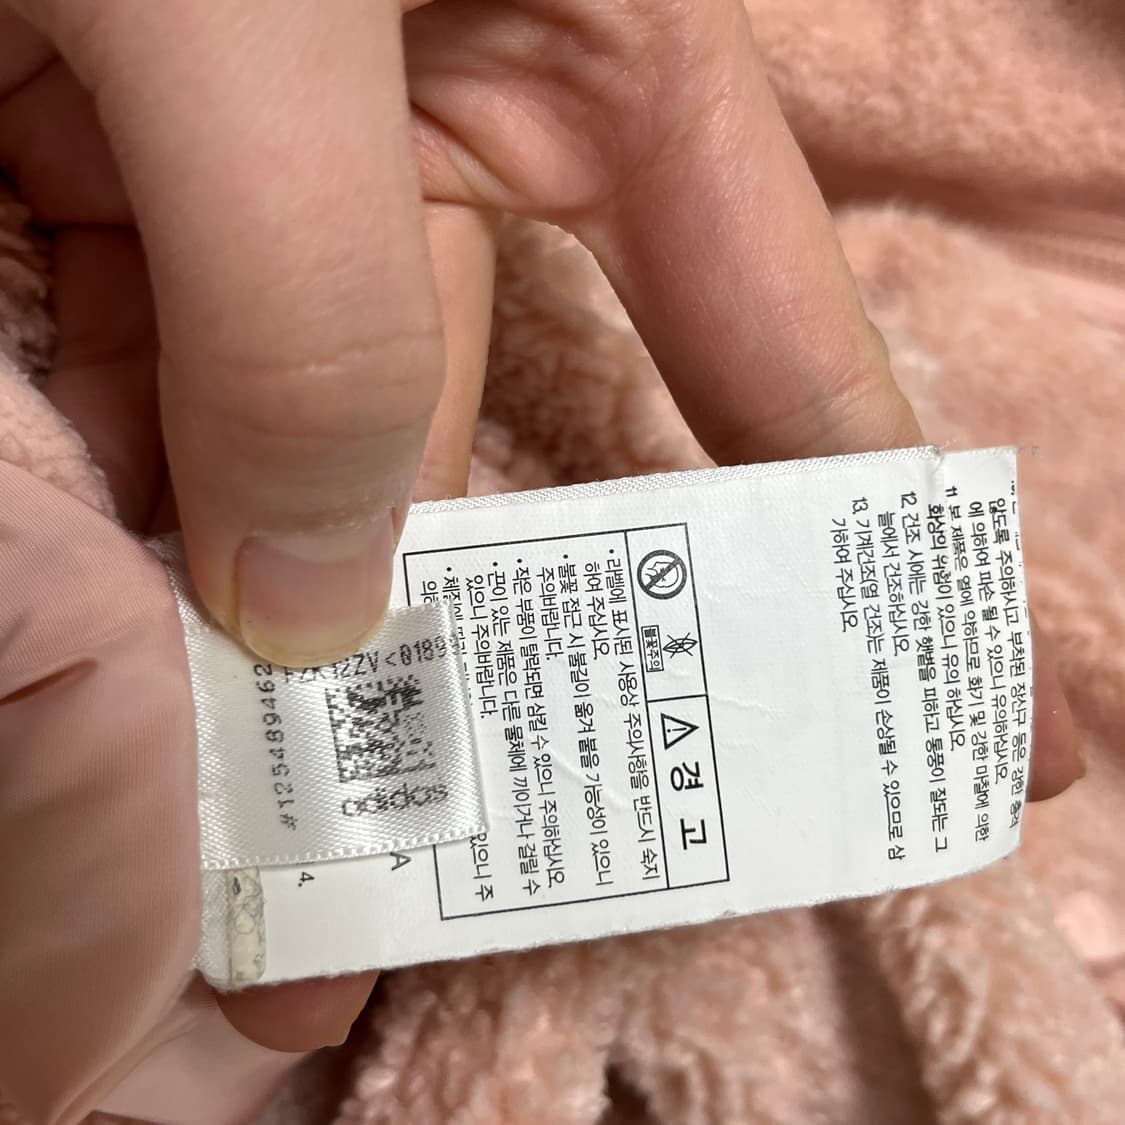 않도록 주의하시고 부착된 장신구 등은 강한 충격
에 의하여 파손 될 수 있으니 유의하십시오.
11 부 제품은 열에 약하므로 화기 및 강한 마찰에 의한
화상의 위험이 있으니 유의 하십시오.
12. 건조 시에는 강한 햇볕을 피하고 통풍이 잘되는 그
늘에서 건조하십시오.
13. 기계건조(열 건조)는 제품이 손상될 수 있으므로 삼
가하여 주십시오.
불꽃주의
경 고
· 라벨에 표시된 사용상 주의사항을 반드시 숙지
하여 주십시오.
· 불꽃 접근 시 불길이 옮겨 붙을 가능성이 있으니
주의바랍니다.
· 작은 부품이 탈락되면 삼킬 수 있으니 주의하십시오.
· 끈이 있는 제품은 다른 물체에 끼이거나 걸릴 수
있으니 주의바랍니다.
있으니 주
A
4.
adidas
#125489462